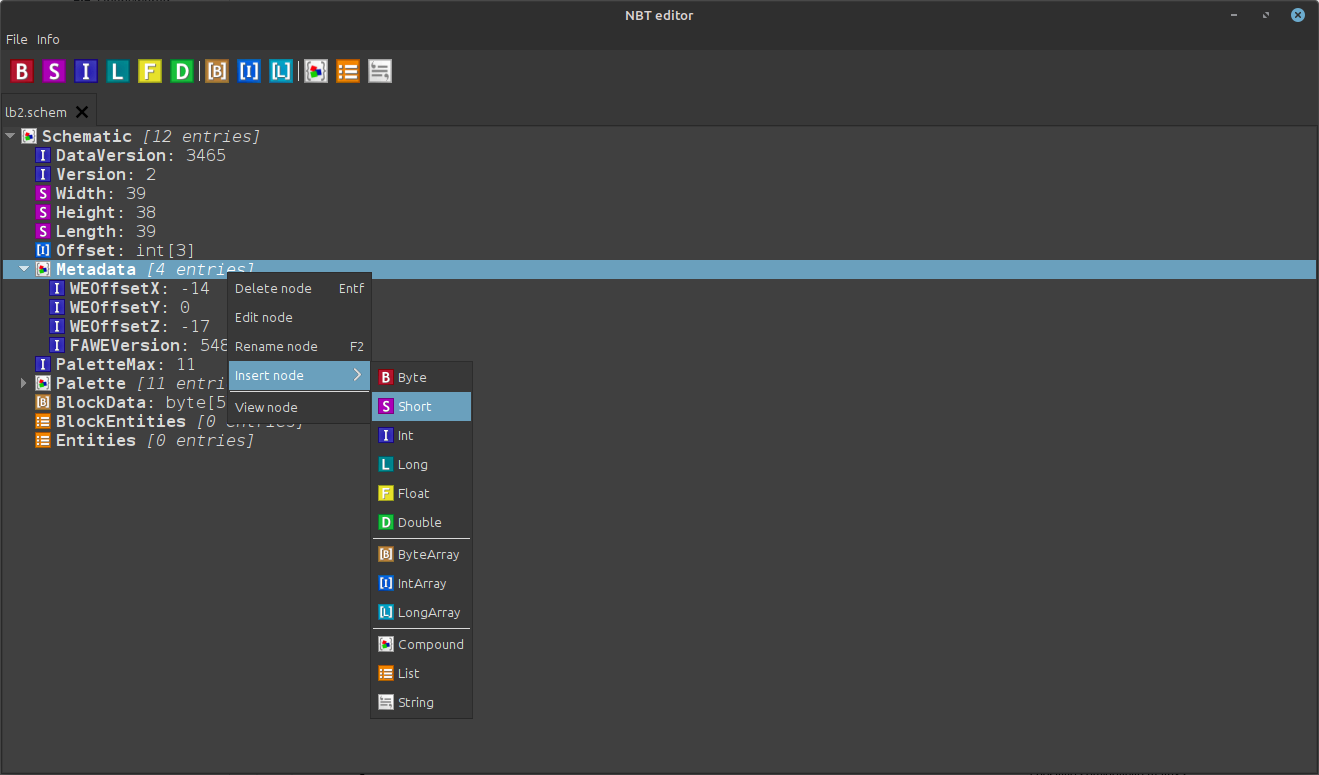 NBT editor
File Info
B S I L F D [B] [I] [L]
lb2.schem
Schematic [12 entries]
I DataVersion: 3465
I Version: 2
S Width: 39
S Height: 38
S Length: 39
[I] Offset: int[3]
Metadata [4 entries]
I WEOffsetX: -14
I WEOffsetY: 0
I WEOffsetZ: -17
I FAWEVersion: 548
I PaletteMax: 11
Palette [11 entri
[B] BlockData: byte[5
BlockEntities [0 entries]
Entities [0 entries]
Delete node Entf
Edit node
Rename node F2
Insert node
View node
B Byte
S Short
I Int
L Long
F Float
D Double
[B] ByteArray
[I] IntArray
[L] LongArray
Compound
List
String